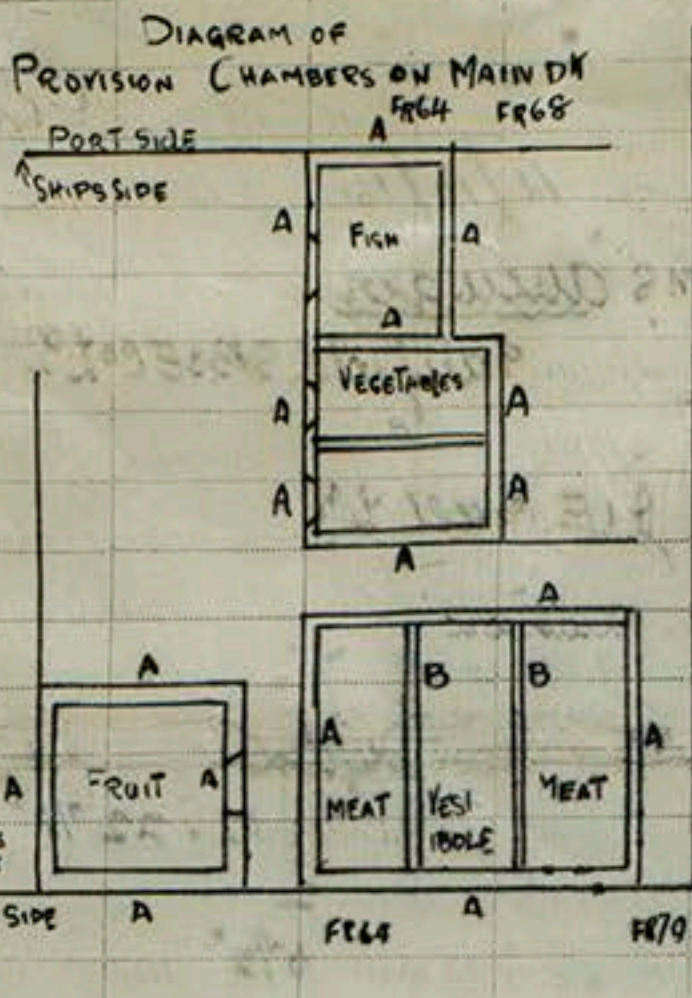 DIAGRAM OF
PROVISION CHAMBERS ON MAIN DK
A FR64 FR68
PORT SIDE
SHIPS SIDE
A FISH A
A
VEGETABLES
A A
A A
A
A
A
B B
A A
A FRUIT A
MEAT VESI MEAT
IBOLE
SIDE A A
FR64 FR79